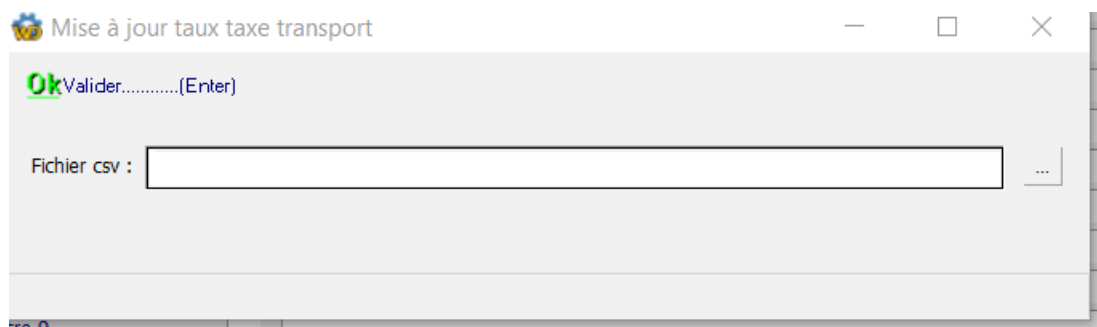 Mise à jour taux taxe transport
OkValider............(Enter)
Fichier csv :
...